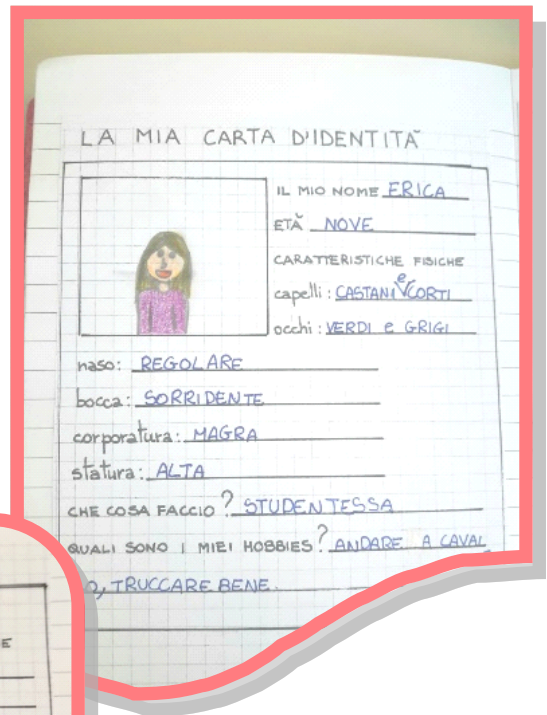 LA MIA CARTA D'IDENTITÀ
IL MIO NOME ERICA
ETÀ NOVE
CARATTERISTICHE FISICHE
capelli: CASTANI e CORTI
occhi: VERDI e GRIGI
naso: REGOLARE
bocca: SORRIDENTE
corporatura: MAGRA
statura: ALTA
CHE COSA FACCIO? STUDENTESSA
QUALI SONO I MIEI HOBBIES? ANDARE A CAVAL
O, TRUCCARE BENE.